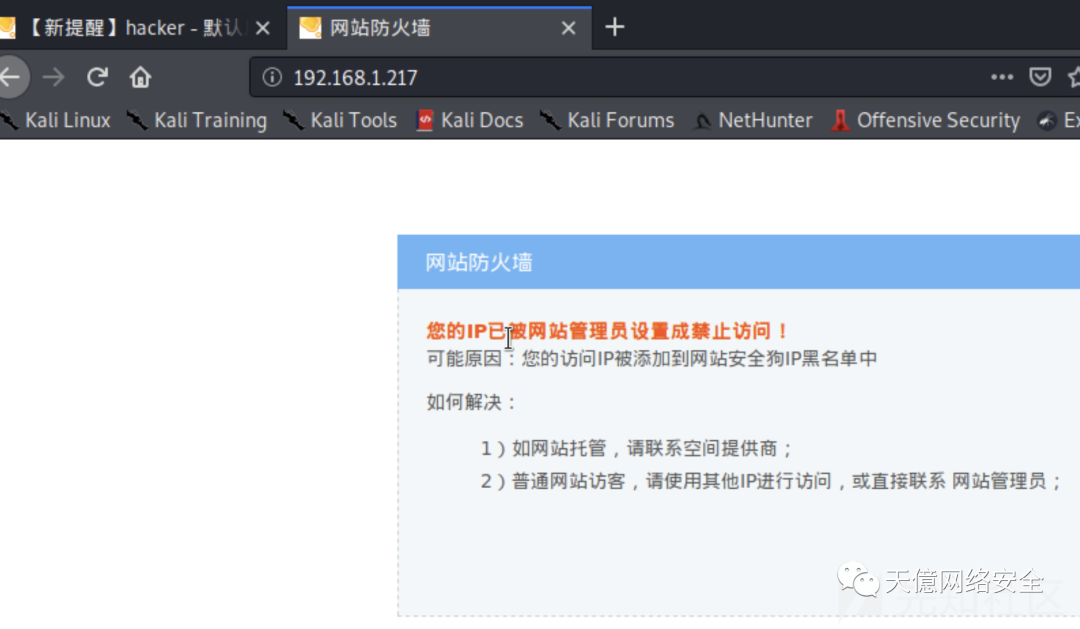 【新提醒】hacker - 默认
网站防火墙
192.168.1.217
Kali Linux
Kali Training
Kali Tools
Kali Docs
Kali Forums
NetHunter
Offensive Security
Ex
网站防火墙
您的IP已被网站管理员设置成禁止访问！
可能原因：您的访问IP被添加到网站安全狗IP黑名单中
如何解决：
1）如网站托管，请联系空间提供商；
2）普通网站访客，请使用其他IP进行访问，或直接联系 网站管理员；
天億网络安全
先知社区